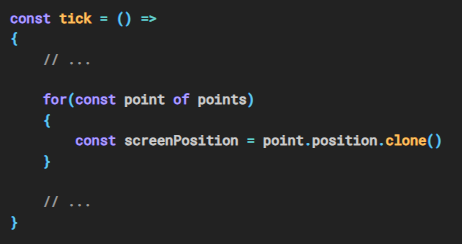 const tick = () =>
{
    // ...

    for(const point of points)
    {
        const screenPosition = point.position.clone()
    }

    // ...
}